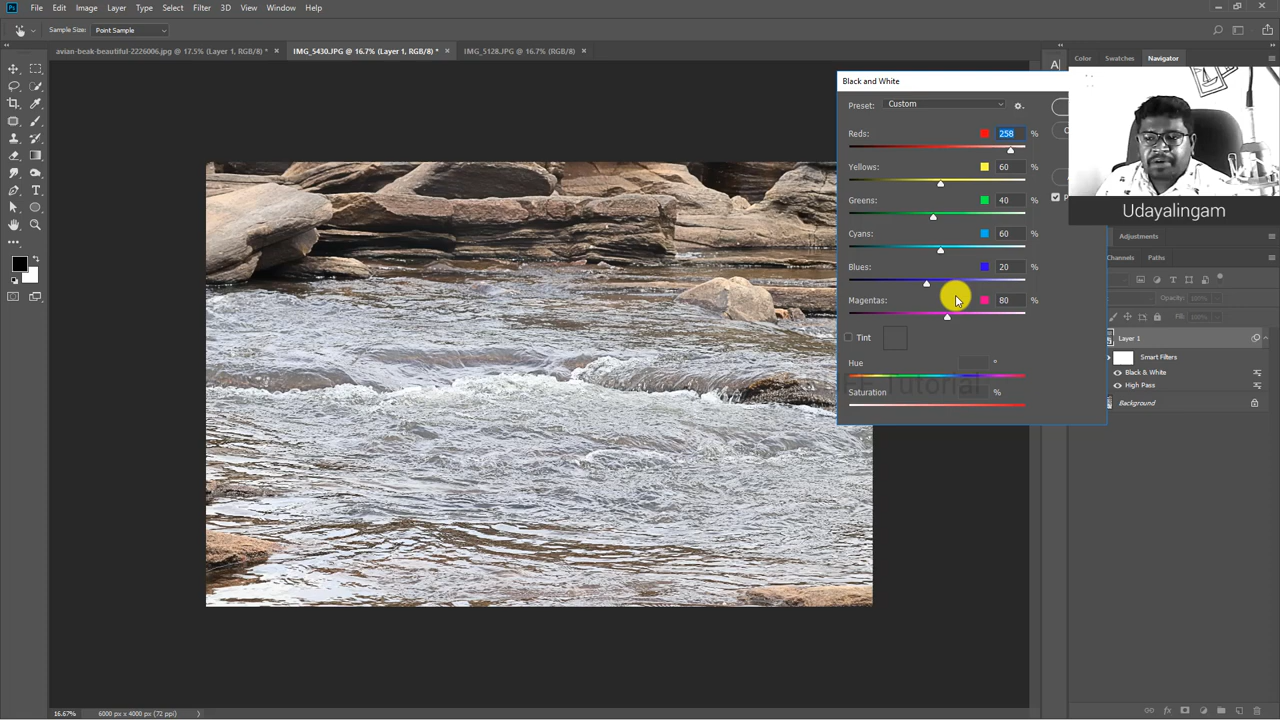 Ps File Edit Image Layer Type Select Filter 3D View Window Help
Sample Size: Point Sample
avian-beak-beautiful-2226006.jpg @ 17.5% (Layer 1, RGB/8) * × IMG_5430.JPG @ 16.7% (Layer 1, RGB/8) * × IMG_5128.JPG @ 16.7% (RGB/8) ×
Color Swatches Navigator
Black and White
Preset: Custom
Reds: 258 %
Yellows: 60 %
Greens: 40 %
Cyans: 60 %
Blues: 20 %
Magentas: 80 %
Tint
Hue °
Saturation %
Udayalingam
Adjustments
Channels Paths
Opacity: 100%
Fill: 100%
Layer 1
Smart Filters
Black & White
High Pass
Background
16.67% 6000 px x 4000 px (72 ppi)